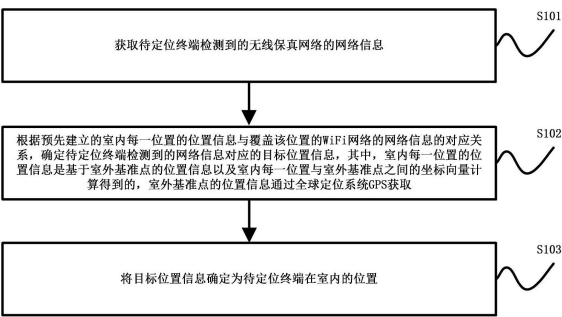 S101
获取待定位终端检测到的无线保真网络的网络信息
S102
根据预先建立的室内每一位置的位置信息与覆盖该位置的WiFi网络的网络信息的对应关
系，确定待定位终端检测到的网络信息对应的目标位置信息，其中，室内每一位置的位
置信息是基于室外基准点的位置信息以及室内每一位置与室外基准点之间的坐标向量计
算得到的，室外基准点的位置信息通过全球定位系统GPS获取
S103
将目标位置信息确定为待定位终端在室内的位置